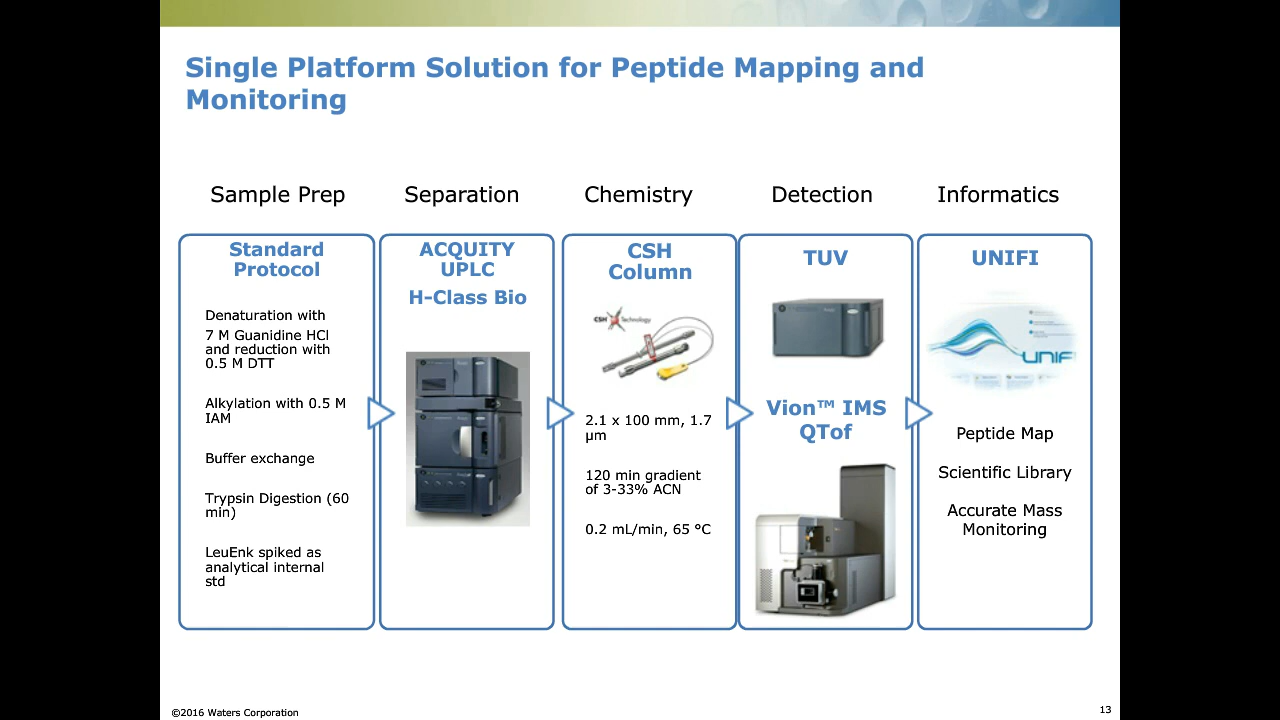 Single Platform Solution for Peptide Mapping and
Monitoring
Sample Prep
Separation
Chemistry
Detection
Informatics
Standard
Protocol
Denaturation with
7 M Guanidine HCl
and reduction with
0.5 M DTT
Alkylation with 0.5 M
IAM
Buffer exchange
Trypsin Digestion (60
min)
LeuEnk spiked as
analytical internal
std
ACQUITY
UPLC
H-Class Bio
CSH
Column
CSH Technology
2.1 x 100 mm, 1.7
µm
120 min gradient
of 3-33% ACN
0.2 mL/min, 65 °C
TUV
Vion™ IMS
QTof
UNIFI
UNIF
Peptide Map
Scientific Library
Accurate Mass
Monitoring
©2016 Waters Corporation
13